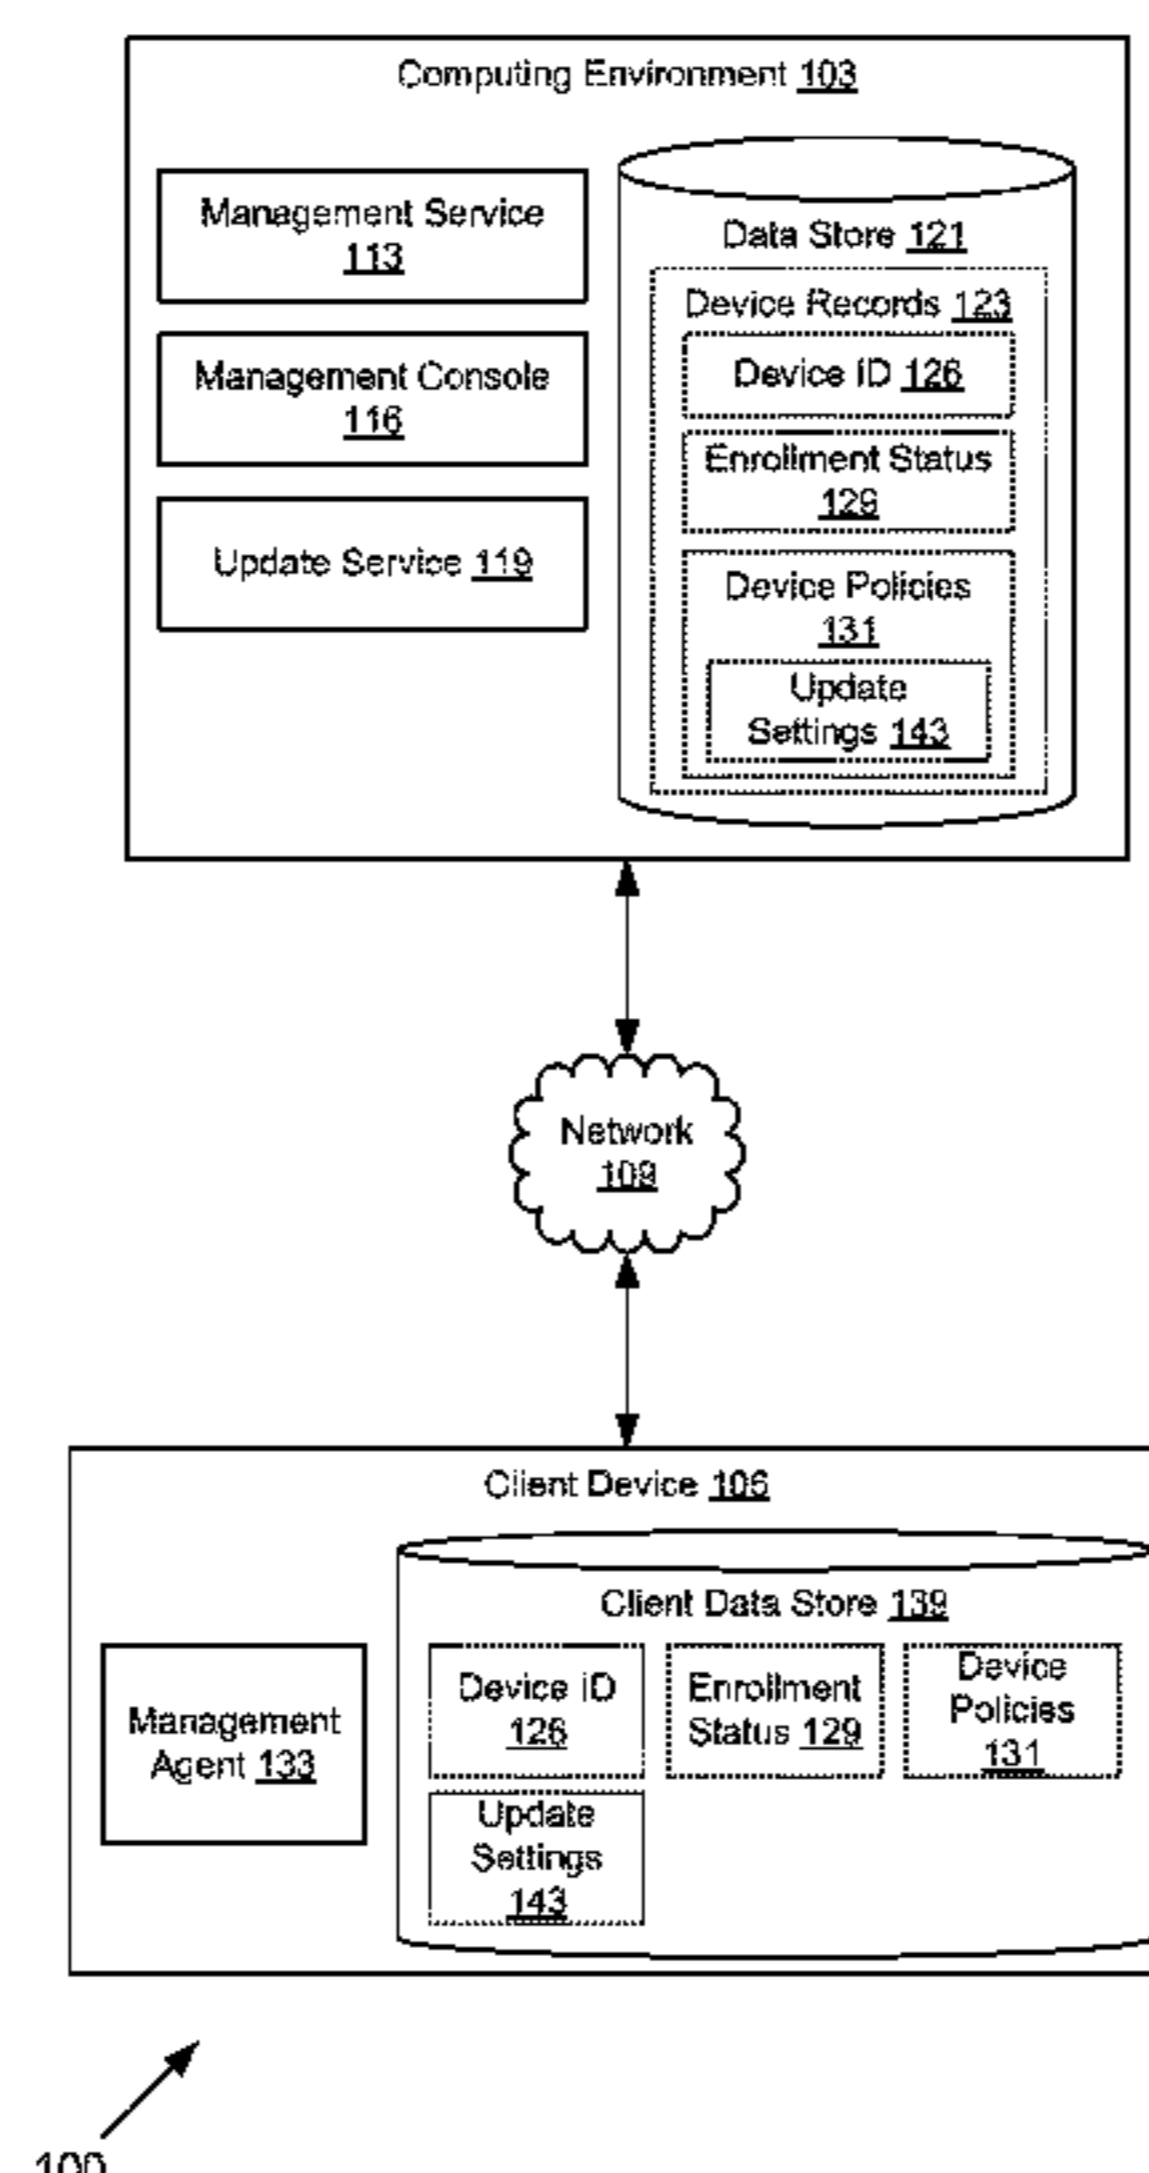 Computing Environment 103
Management Service
113
Management Console
116
Update Service 119
Data Store 121
Device Records 123
Device ID 126
Enrollment Status
129
Device Policies
131
Update
Settings 143
Network
109
Client Device 106
Client Data Store 139
Management
Agent 133
Device ID
126
Enrollment
Status 129
Device
Policies
131
Update
Settings
143
100